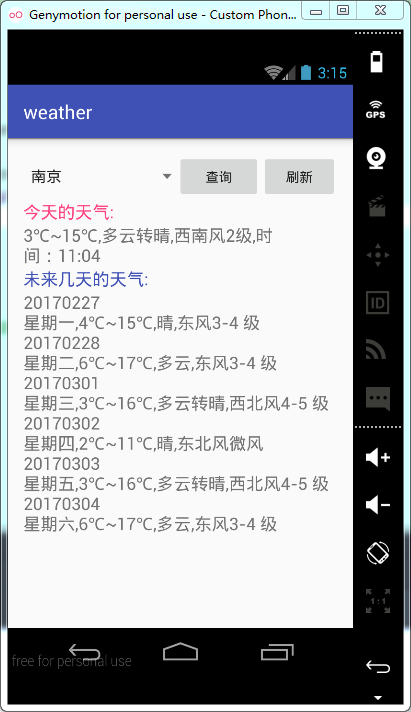 Genymotion for personal use - Custom Phon...
3:15
weather
南京
查询
刷新
今天的天气:
3℃~15℃,多云转晴,西南风2级,时
间：11:04
未来几天的天气:
20170227
星期一,4℃~15℃,晴,东风3-4 级
20170228
星期二,6℃~17℃,多云,东风3-4 级
20170301
星期三,3℃~16℃,多云转晴,西北风4-5 级
20170302
星期四,2℃~11℃,晴,东北风微风
20170303
星期五,3℃~16℃,多云转晴,西北风4-5 级
20170304
星期六,6℃~17℃,多云,东风3-4 级
free for personal use
GPS
ID
1:1